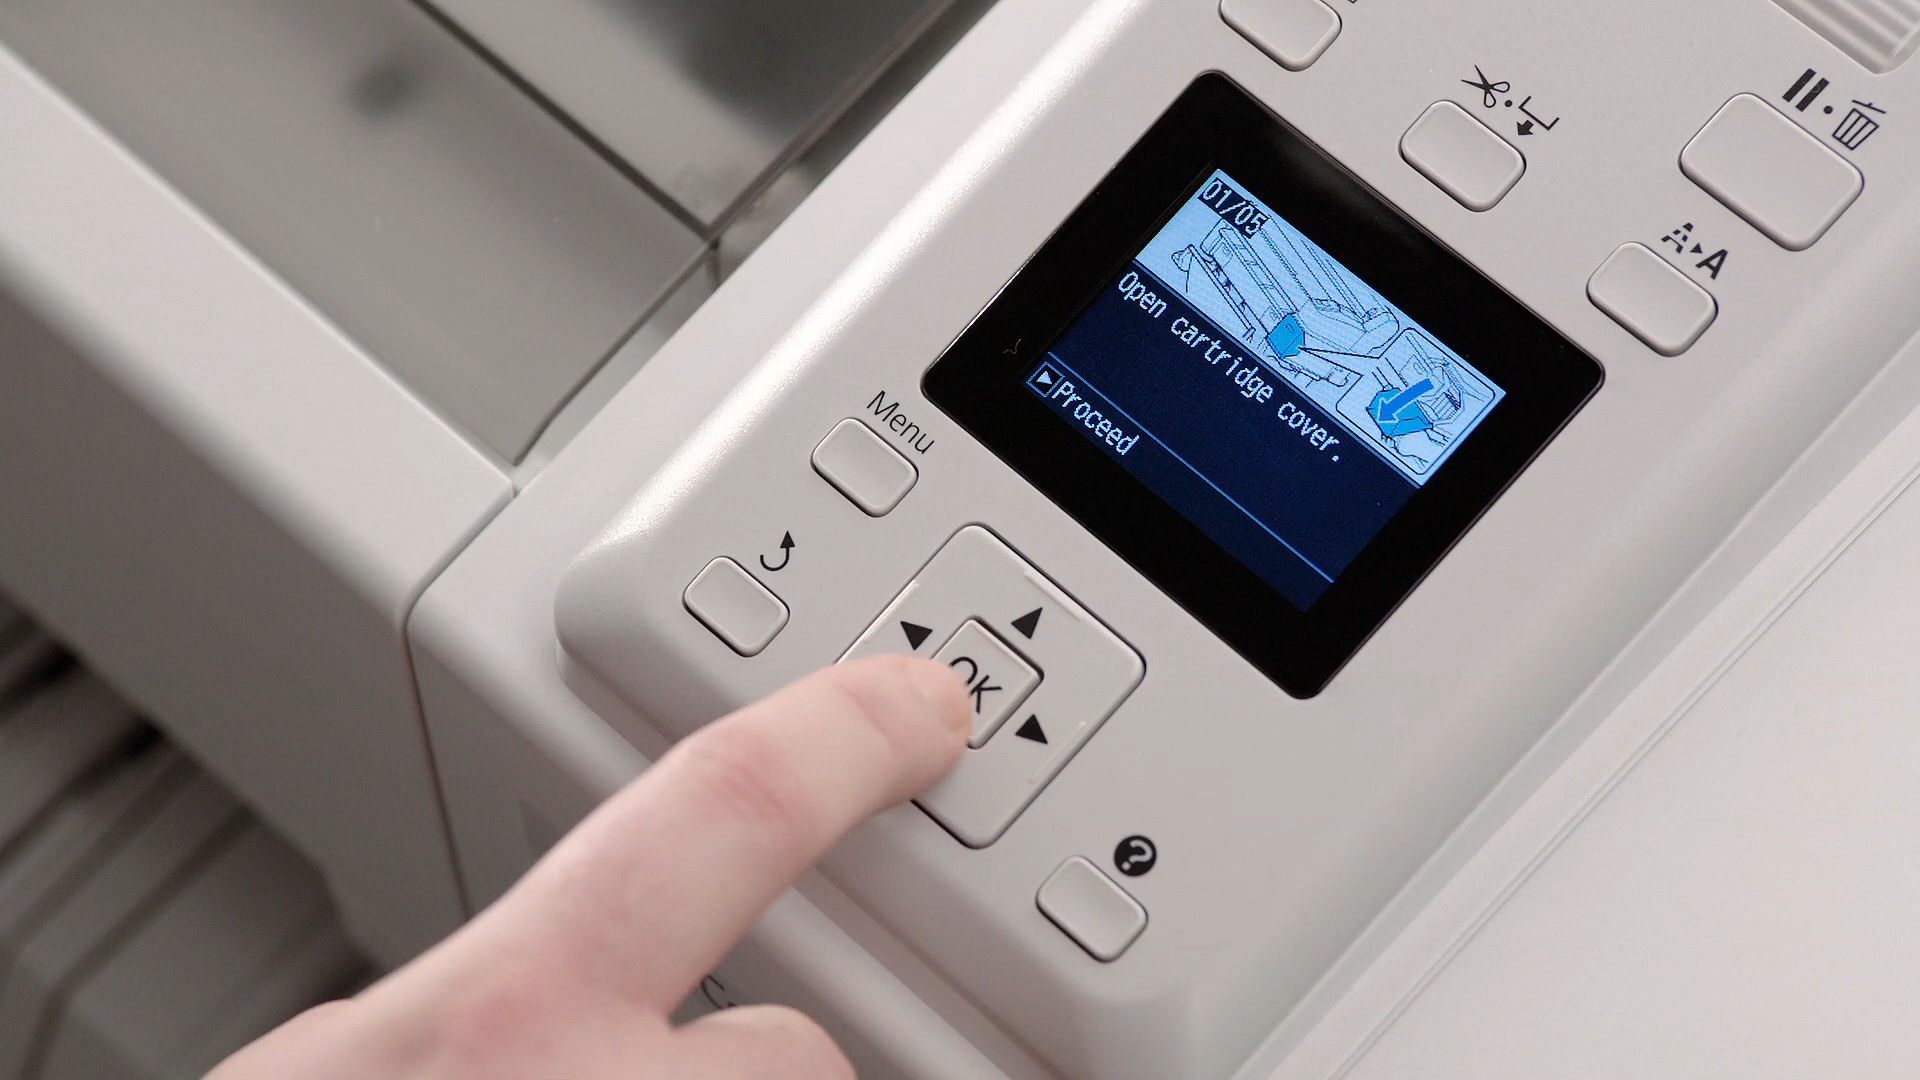 01/05
Open cartridge cover.
Proceed
Menu
OK
?
A▸A